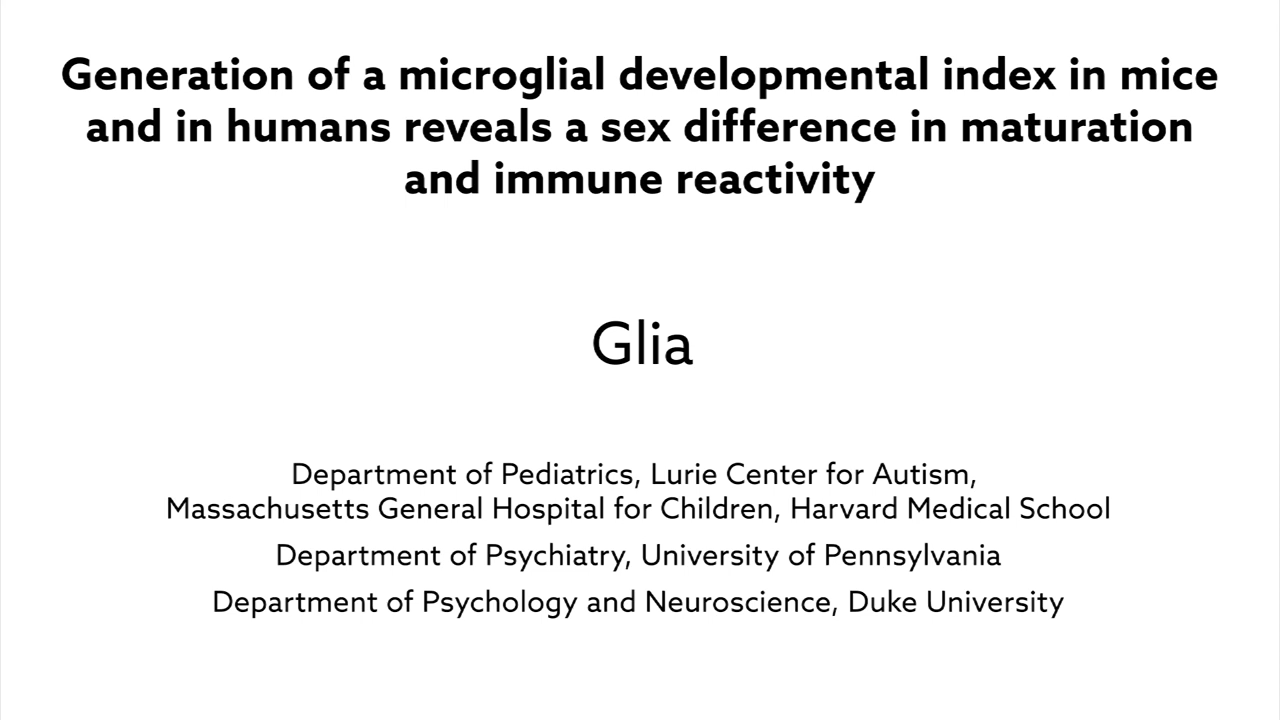 Generation of a microglial developmental index in mice
and in humans reveals a sex difference in maturation
and immune reactivity
Glia
Department of Pediatrics, Lurie Center for Autism,
Massachusetts General Hospital for Children, Harvard Medical School
Department of Psychiatry, University of Pennsylvania
Department of Psychology and Neuroscience, Duke University